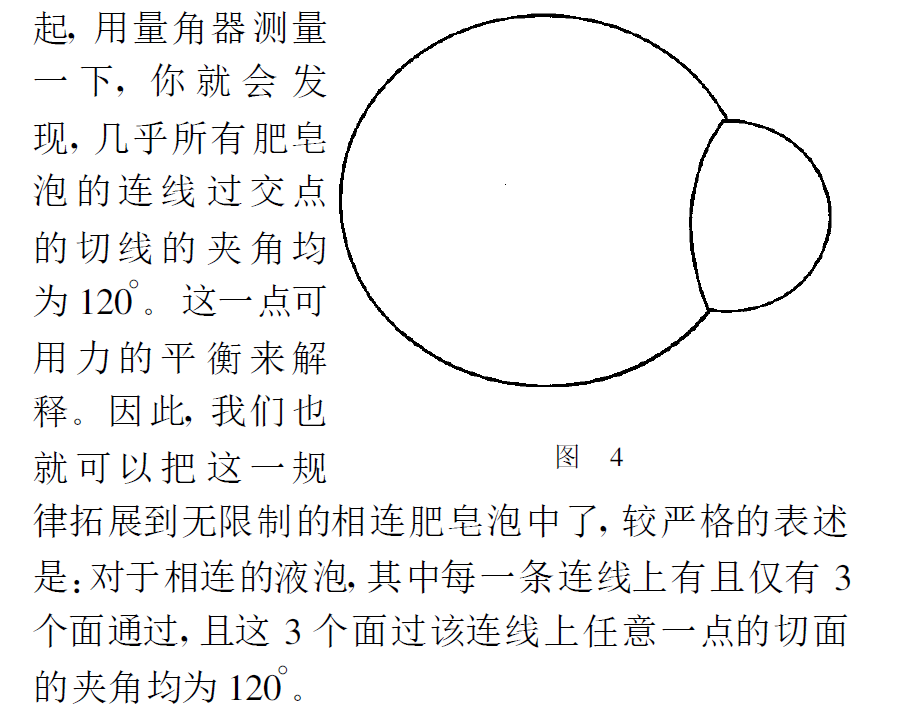 起, 用量角器测量
一下, 你就会发
现, 几乎所有肥皂
泡的连线过交点
的切线的夹角均
为120°。这一点可
用力的平衡来解
释。因此, 我们也
就可以把这一规
图 4
律拓展到无限制的相连肥皂泡中了, 较严格的表述
是: 对于相连的液泡, 其中每一条连线上有且仅有 3
个面通过, 且这 3 个面过该连线上任意一点的切面
的夹角均为120°。